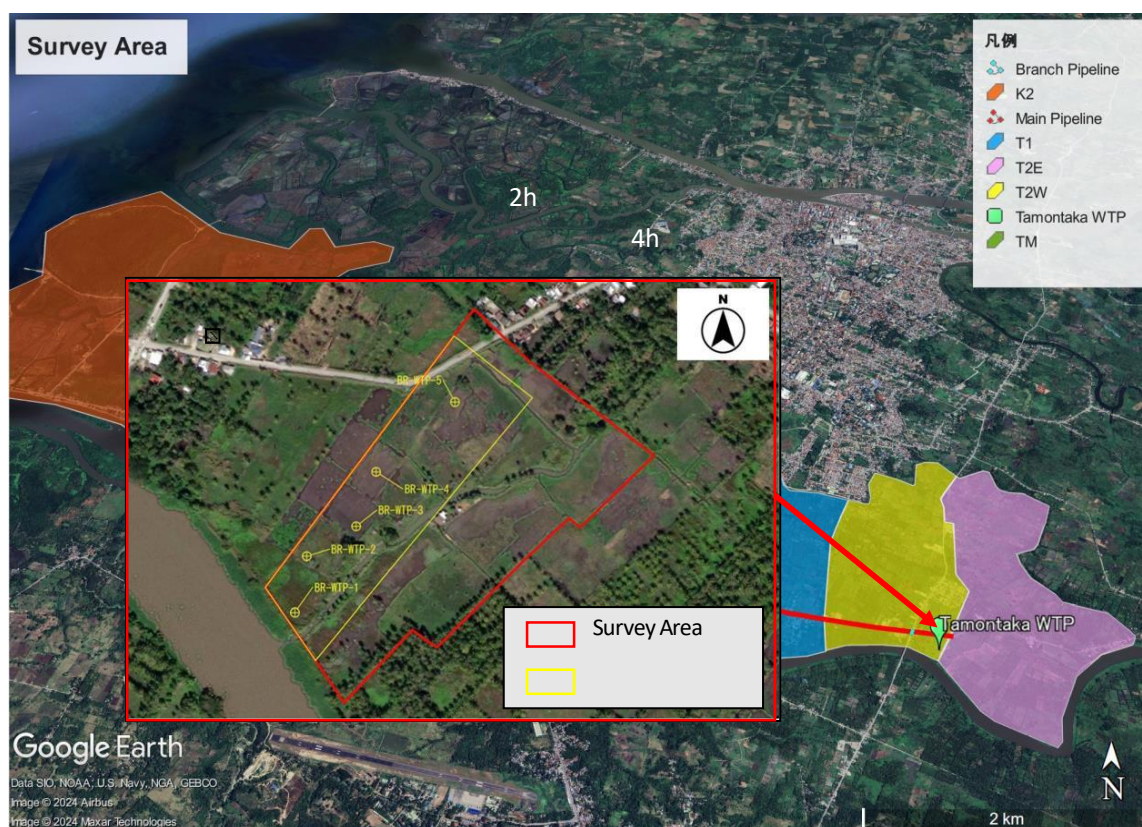 Survey Area
凡例
Branch Pipeline
K2
Main Pipeline
T1
T2E
T2W
Tamontaka WTP
TM
2h
4h
N
BR-WTP-5
BR-WTP-4
BR-WTP-3
BR-WTP-2
BR-WTP-1
Survey Area
Tamontaka WTP
Google Earth
Data SIO, NOAA, U.S. Navy, NGA, GEBCO
Image © 2024 Airbus
Image © 2024 Maxar Technologies
N
2 km